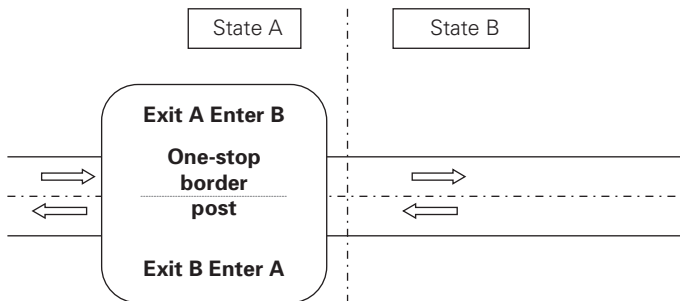 State A
State B
Exit A Enter B
One-stop
border
post
Exit B Enter A